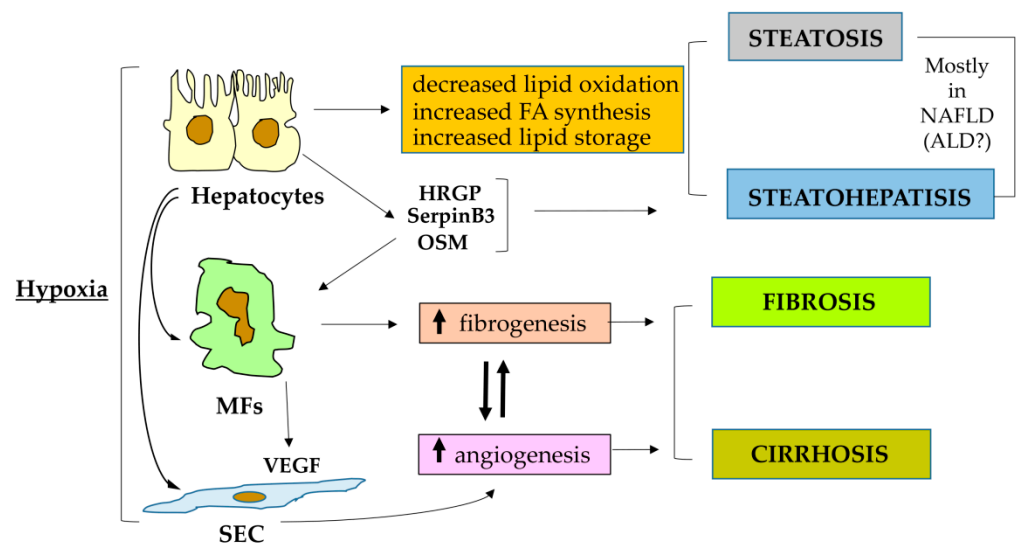 STEATOSIS
Mostly
in
NAFLD
(ALD?)
decreased lipid oxidation
increased FA synthesis
increased lipid storage
Hepatocytes
HRGP
SerpinB3
OSM
STEATOHEPATISIS
Hypoxia
fibrogenesis
FIBROSIS
MFs
VEGF
angiogenesis
CIRRHOSIS
SEC